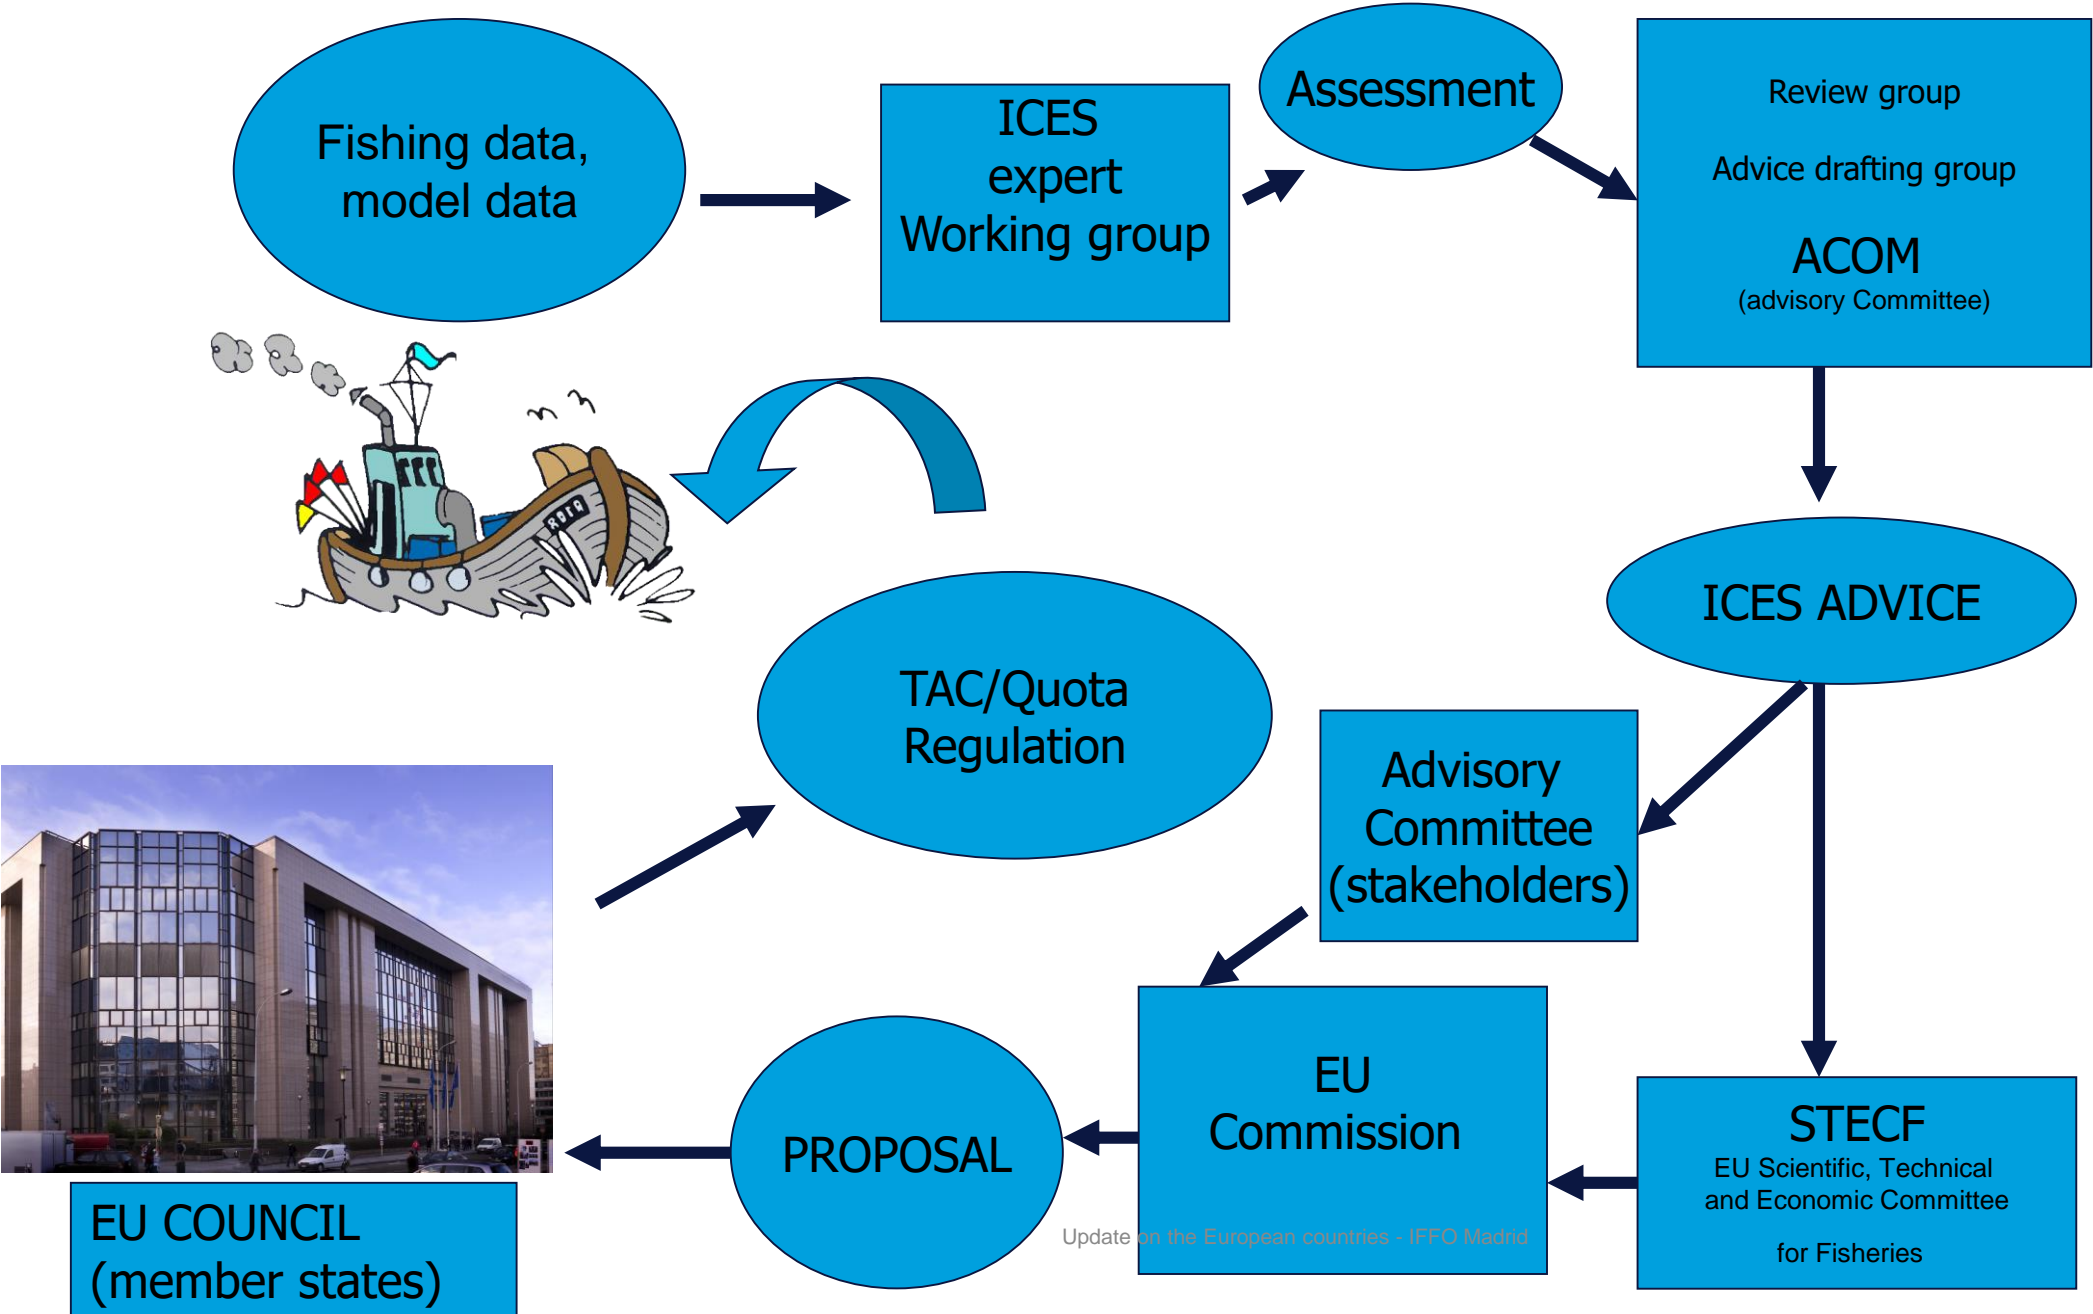 Fishing data,
model data
ICES
expert
Working group
Assessment
Review group
Advice drafting group
ACOM
(advisory Committee)
ICES ADVICE
TAC/Quota
Regulation
Advisory
Committee
(stakeholders)
EU
Commission
PROPOSAL
STECF
EU Scientific, Technical
and Economic Committee
for Fisheries
EU COUNCIL
(member states)
Update on the European countries - IFFO Madrid